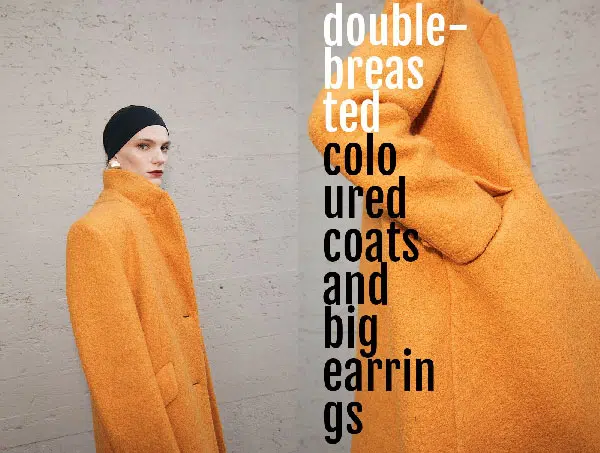 double-
breas
ted
colo
ured
coats
and
big
earrin
gs